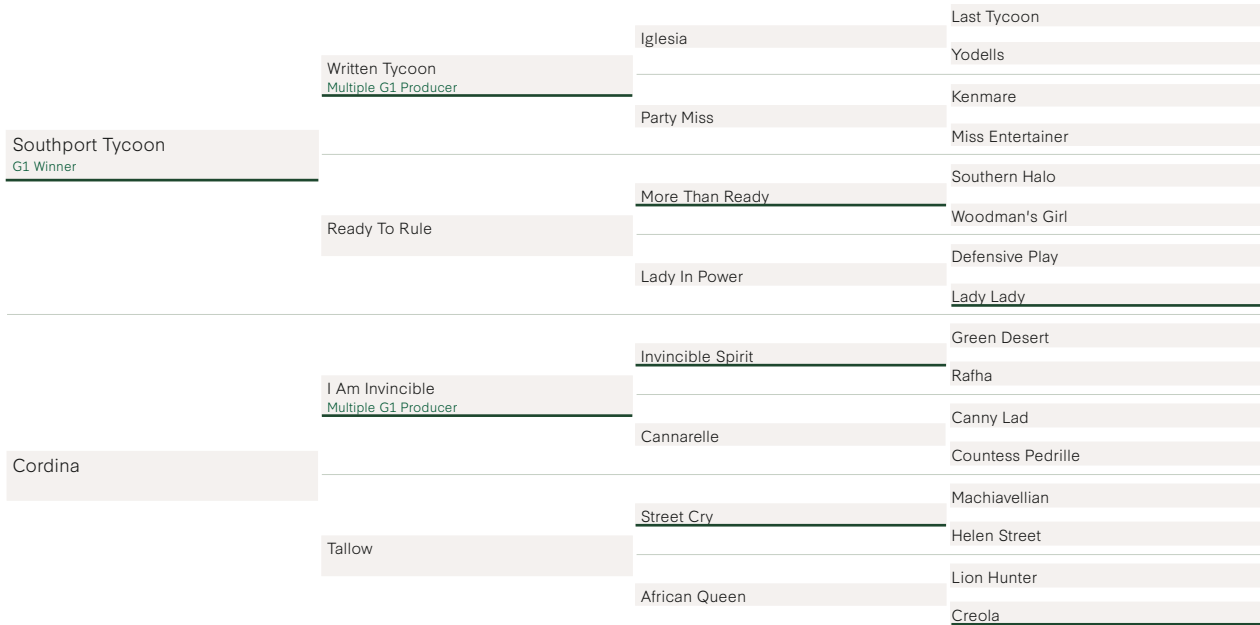 Southport Tycoon
G1 Winner
Written Tycoon
Multiple G1 Producer
Iglesia
Last Tycoon
Yodells
Party Miss
Kenmare
Miss Entertainer
Ready To Rule
More Than Ready
Southern Halo
Woodman's Girl
Lady In Power
Defensive Play
Lady Lady
Cordina
I Am Invincible
Multiple G1 Producer
Invincible Spirit
Green Desert
Rafha
Cannarelle
Canny Lad
Countess Pedrille
Tallow
Street Cry
Machiavellian
Helen Street
African Queen
Lion Hunter
Creola